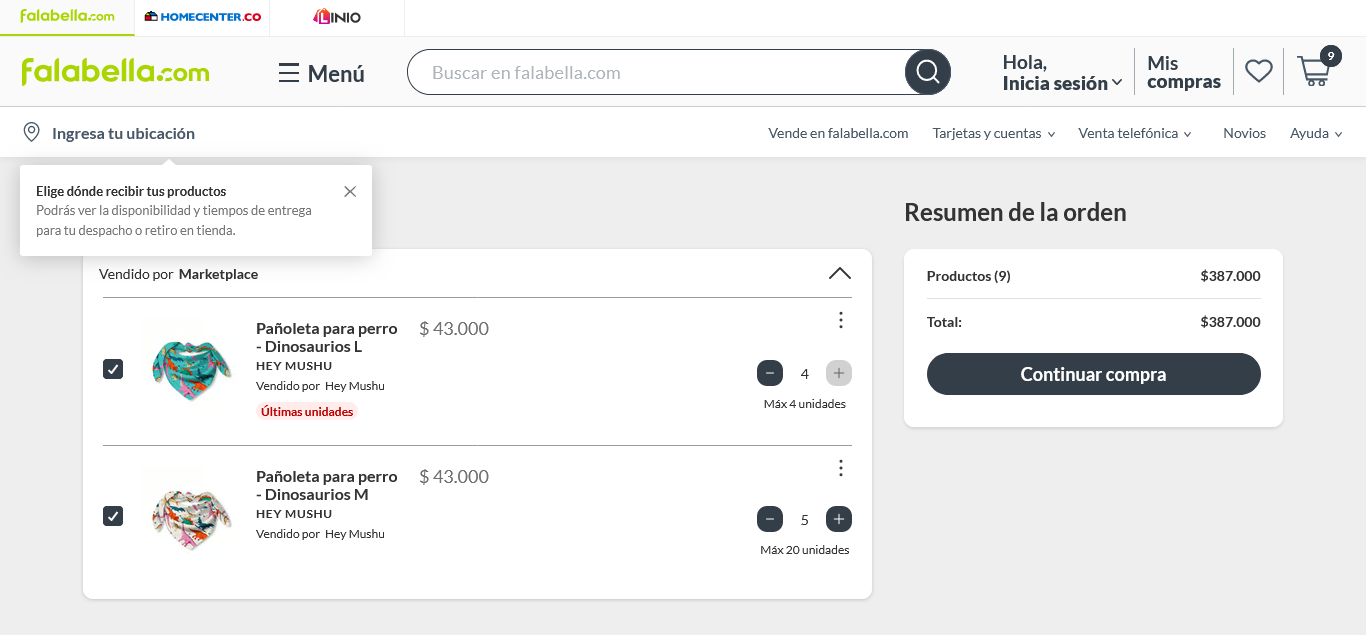 falabella.com
HOMECENTER.CO
LINIO
falabella.com
Menú
Buscar en falabella.com
Hola,
Inicia sesión
Mis
compras
9
Ingresa tu ubicación
Vende en falabella.com
Tarjetas y cuentas
Venta telefónica
Novios
Ayuda
Elige dónde recibir tus productos
Podrás ver la disponibilidad y tiempos de entrega
para tu despacho o retiro en tienda.
Vendido por Marketplace
Pañoleta para perro
- Dinosaurios L
HEY MUSHU
Vendido por Hey Mushu
Últimas unidades
$ 43.000
4
Máx 4 unidades
Pañoleta para perro
- Dinosaurios M
HEY MUSHU
Vendido por Hey Mushu
$ 43.000
5
Máx 20 unidades
Resumen de la orden
Productos (9) $387.000
Total: $387.000
Continuar compra